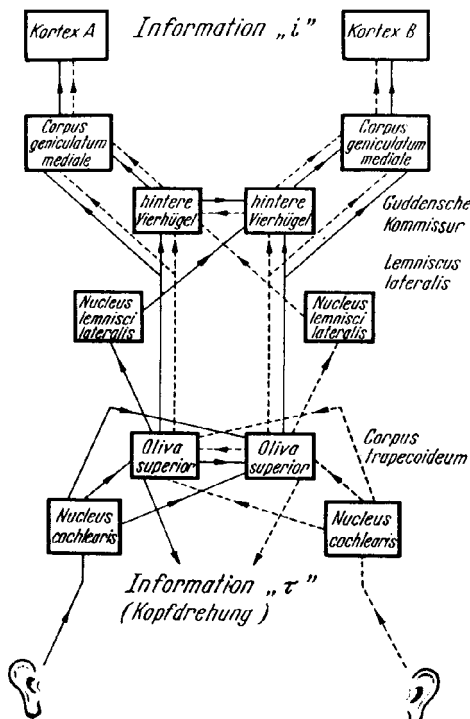 Kortex A
Information „i"
Kortex B
Corpus
geniculatum
mediale
Corpus
geniculatum
mediale
hintere
Vierhügel
hintere
Vierhügel
Guddensche
Kommissur
Lemniscus
lateralis
Nucleus
lemnisci
lateralis
Nucleus
lemnisci
lateralis
Oliva
superior
Oliva
superior
Corpus
trapecoideum
Nucleus
cochlearis
Nucleus
cochlearis
Information „τ"
(Kopfdrehung)